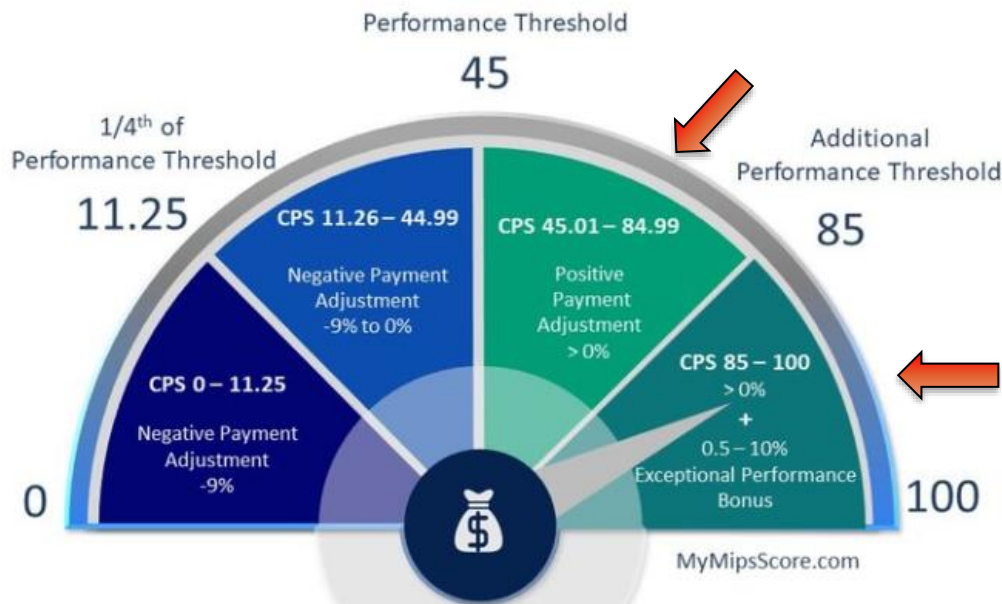 Performance Threshold
45
1/4th of
Performance Threshold
11.25
Additional
Performance Threshold
85
CPS 11.26 – 44.99
Negative Payment
Adjustment
-9% to 0%
CPS 45.01 – 84.99
Positive
Payment
Adjustment
> 0%
CPS 0 – 11.25
Negative Payment
Adjustment
-9%
CPS 85 – 100
> 0%
+
0.5 – 10%
Exceptional Performance
Bonus
0
$
100
MyMipsScore.com